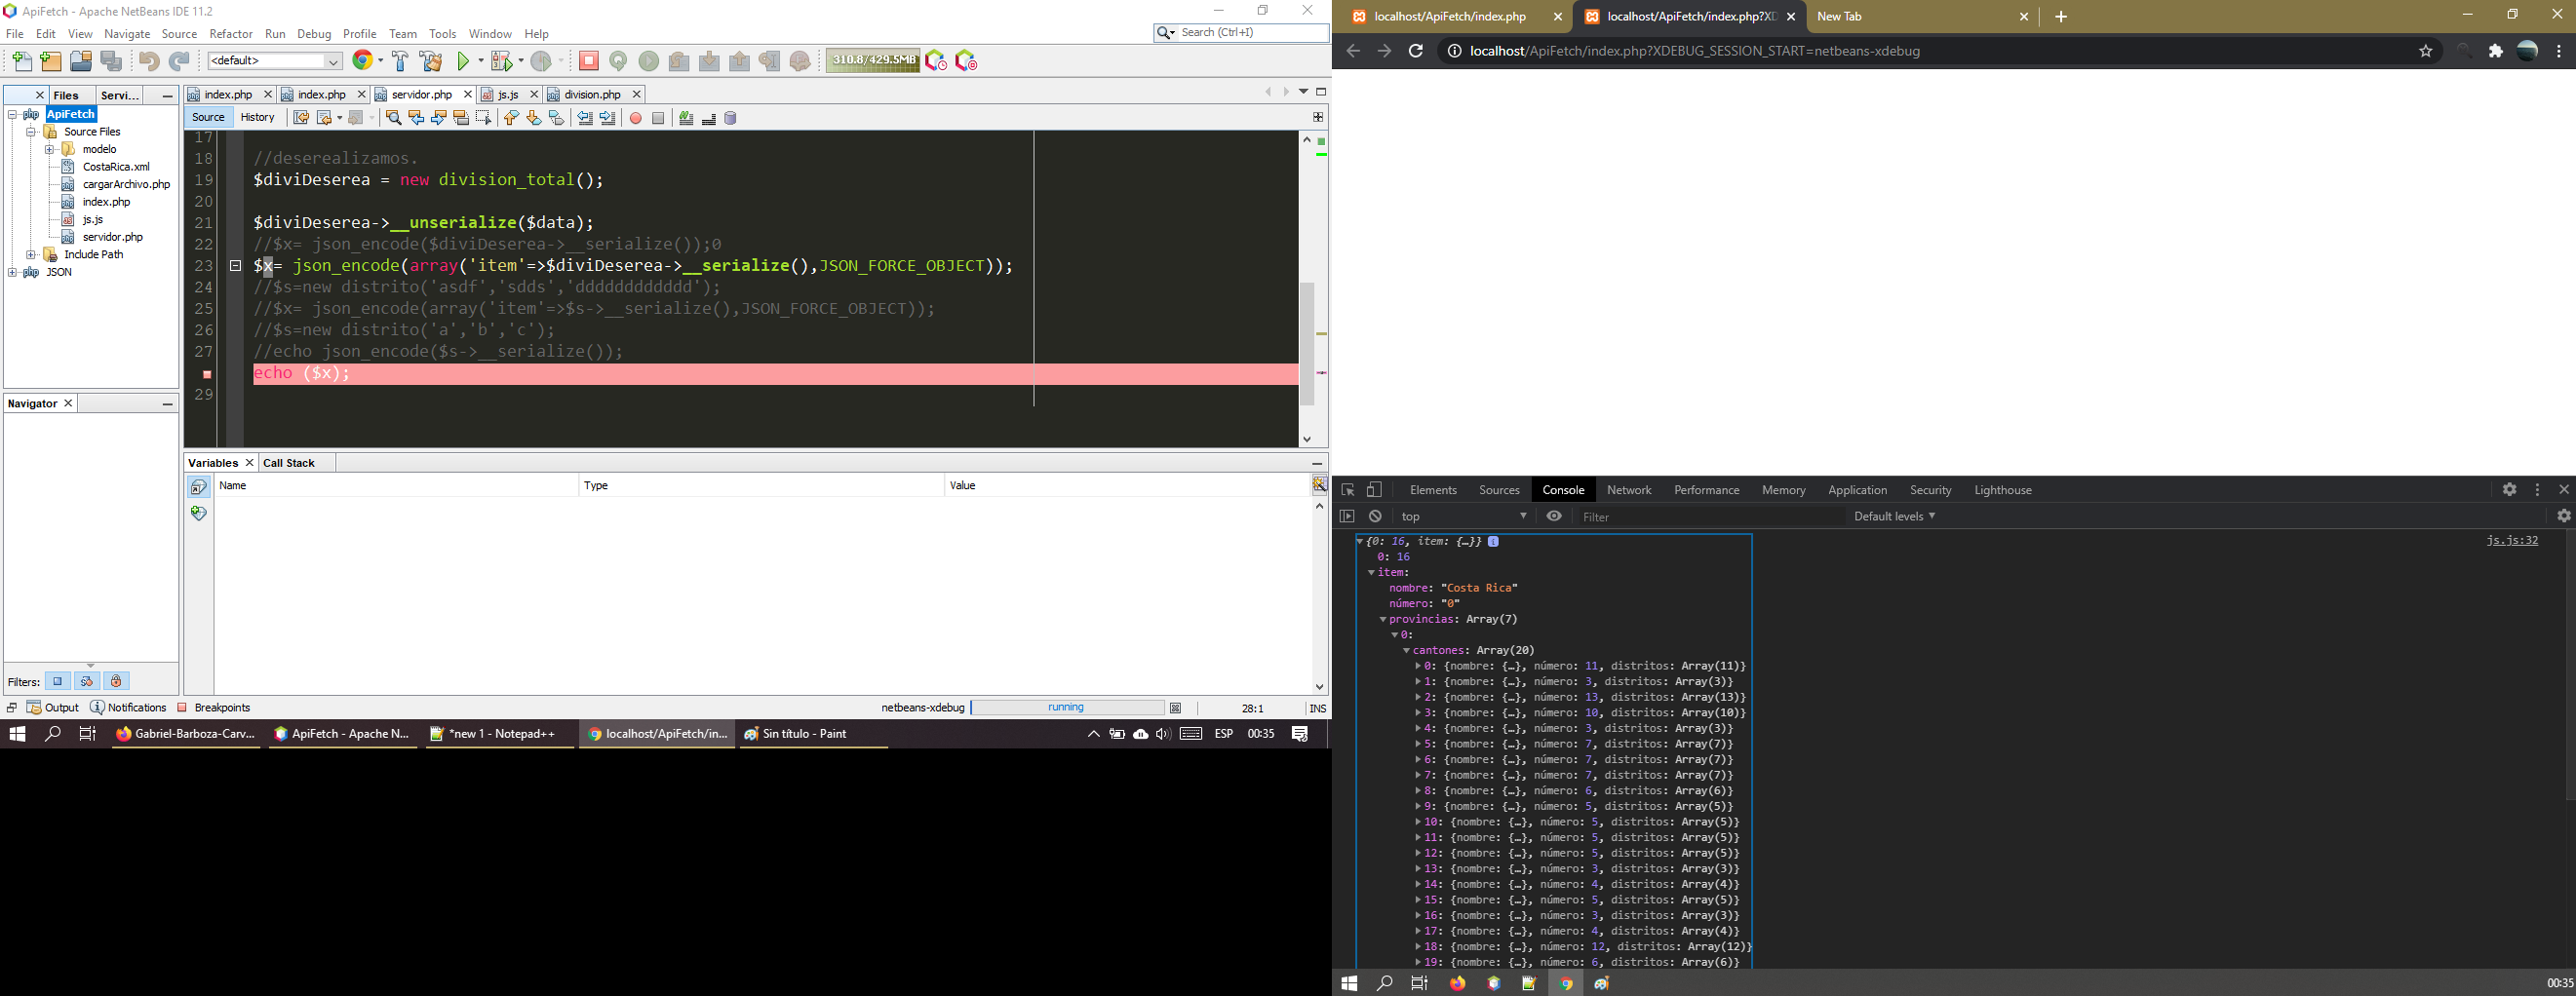 ApiFetch - Apache NetBeans IDE 11.2
File Edit View Navigate Source Refactor Run Debug Profile Team Tools Window Help
Search (Ctrl+I)
<default>
310.8/429.5MB
Files Servi...
index.php index.php servidor.php js.js division.php
Source History
ApiFetch
Source Files
modelo
CostaRica.xml
cargarArchivo.php
index.php
js.js
servidor.php
Include Path
JSON
17
18 //deserealizamos.
19 $diviDeserea = new division_total();
20
21 $diviDeserea->__unserialize($data);
22 //$x= json_encode($diviDeserea->__serialize());0
23 $x= json_encode(array('item'=>$diviDeserea->__serialize(),JSON_FORCE_OBJECT));
24 //$s=new distrito('asdf','sdds','dddddddddddd');
25 //$x= json_encode(array('item'=>$s->__serialize(),JSON_FORCE_OBJECT));
26 //$s=new distrito('a','b','c');
27 //echo json_encode($s->__serialize());
echo ($x);
29
Navigator
Filters:
Variables Call Stack
Name Type Value
Output Notifications Breakpoints
netbeans-xdebug running 28:1 INS
Gabriel-Barboza-Carv... ApiFetch - Apache N... *new 1 - Notepad++ localhost/ApiFetch/in... Sin título - Paint
ESP 00:35
localhost/ApiFetch/index.php localhost/ApiFetch/index.php?XD New Tab
localhost/ApiFetch/index.php?XDEBUG_SESSION_START=netbeans-xdebug
Elements Sources Console Network Performance Memory Application Security Lighthouse
top Filter Default levels
{0: 16, item: {…}} js.js:32
0: 16
item:
nombre: "Costa Rica"
número: "0"
provincias: Array(7)
0:
cantones: Array(20)
0: {nombre: {…}, número: 11, distritos: Array(11)}
1: {nombre: {…}, número: 3, distritos: Array(3)}
2: {nombre: {…}, número: 13, distritos: Array(13)}
3: {nombre: {…}, número: 10, distritos: Array(10)}
4: {nombre: {…}, número: 3, distritos: Array(3)}
5: {nombre: {…}, número: 7, distritos: Array(7)}
6: {nombre: {…}, número: 7, distritos: Array(7)}
7: {nombre: {…}, número: 7, distritos: Array(7)}
8: {nombre: {…}, número: 6, distritos: Array(6)}
9: {nombre: {…}, número: 5, distritos: Array(5)}
10: {nombre: {…}, número: 5, distritos: Array(5)}
11: {nombre: {…}, número: 5, distritos: Array(5)}
12: {nombre: {…}, número: 5, distritos: Array(5)}
13: {nombre: {…}, número: 3, distritos: Array(3)}
14: {nombre: {…}, número: 4, distritos: Array(4)}
15: {nombre: {…}, número: 5, distritos: Array(5)}
16: {nombre: {…}, número: 3, distritos: Array(3)}
17: {nombre: {…}, número: 4, distritos: Array(4)}
18: {nombre: {…}, número: 12, distritos: Array(12)}
19: {nombre: {…}, número: 6, distritos: Array(6)}
00:35